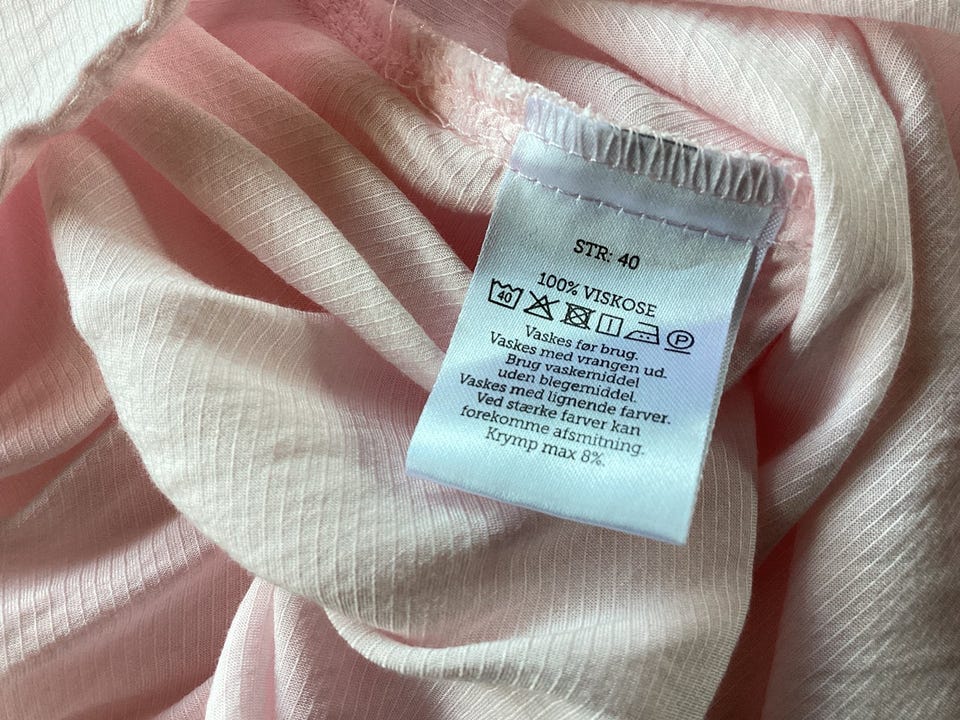 STR: 40
100% VISKOSE
40 P
Vaskes før brug.
Vaskes med vrangen ud.
Brug vaskemiddel
uden blegemiddel.
Vaskes med lignende farver.
Ved stærke farver kan
forekomme afsmitning.
Krymp max 8%.